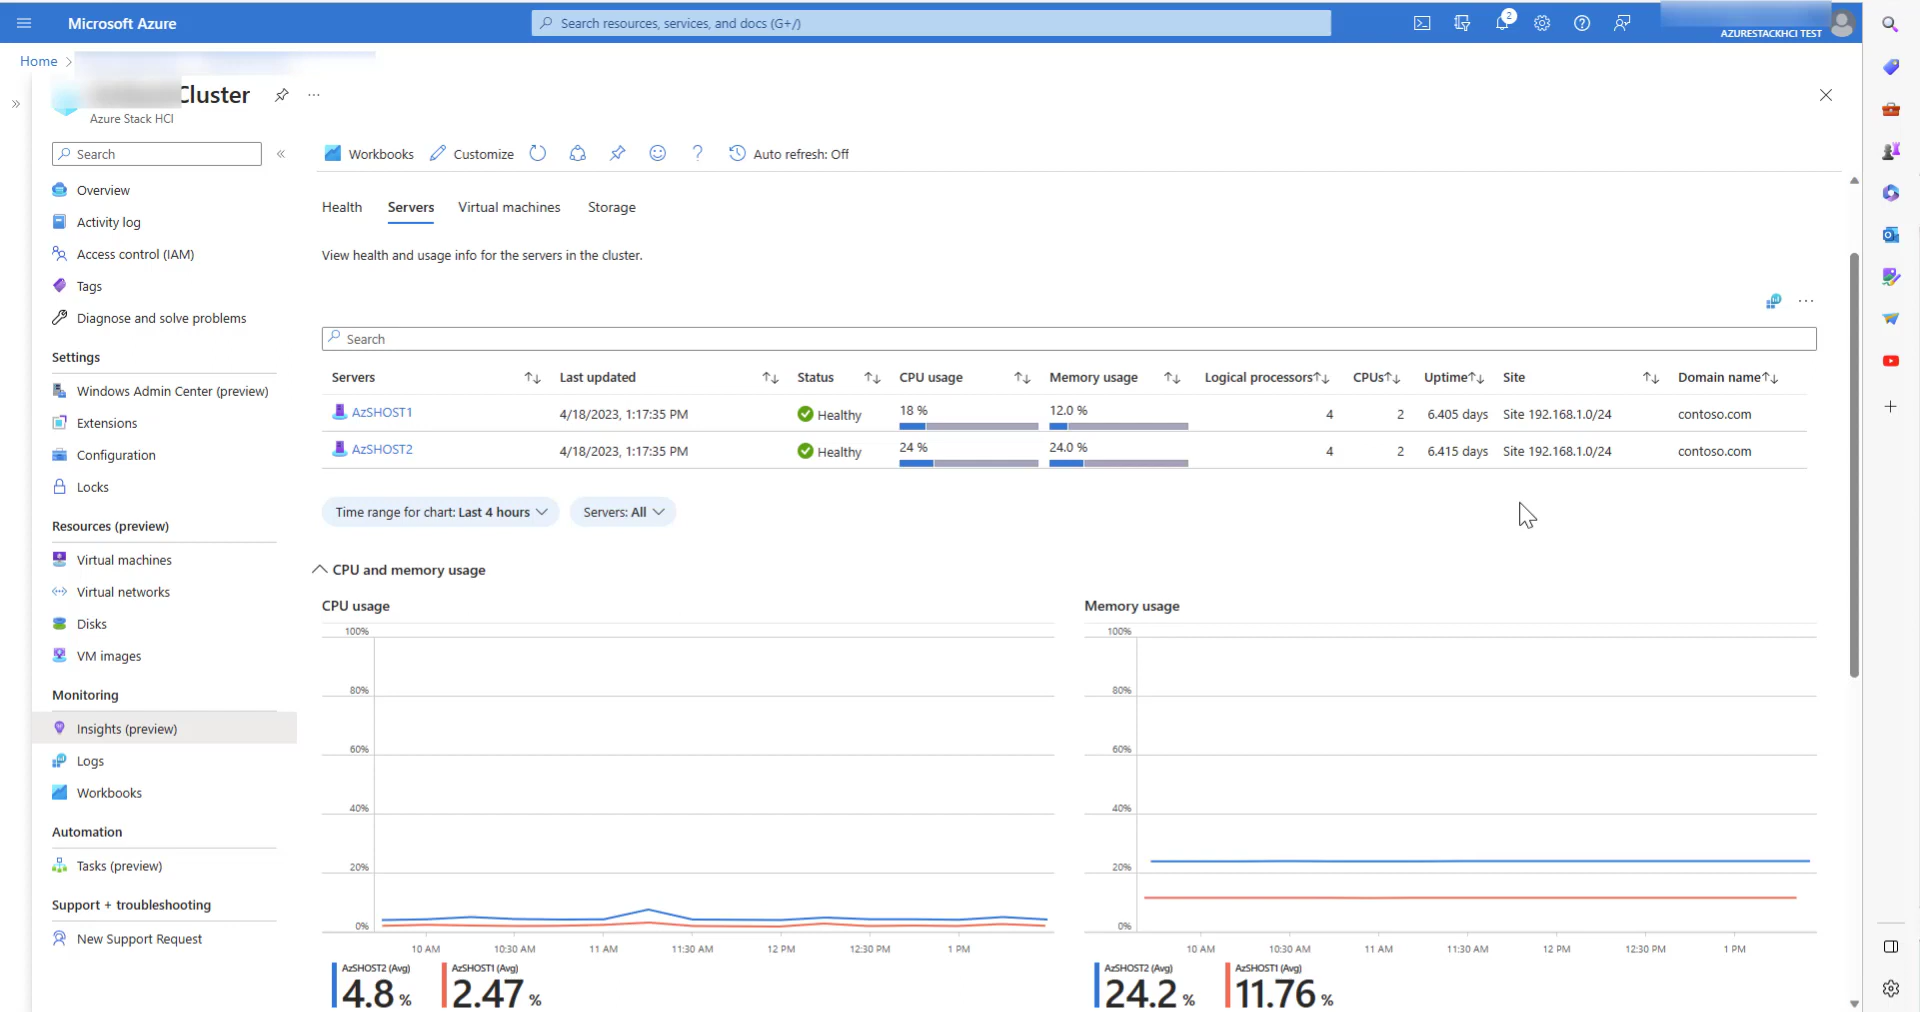 Microsoft Azure
Search resources, services, and docs (G+/)
2
AZURESTACKHCI TEST
Home
Cluster
Azure Stack HCI
Search
Workbooks
Customize
Auto refresh: Off
Overview
Activity log
Access control (IAM)
Tags
Diagnose and solve problems
Settings
Windows Admin Center (preview)
Extensions
Configuration
Locks
Resources (preview)
Virtual machines
Virtual networks
Disks
VM images
Monitoring
Insights (preview)
Logs
Workbooks
Automation
Tasks (preview)
Support + troubleshooting
New Support Request
Health Servers Virtual machines Storage
View health and usage info for the servers in the cluster.
Search
Servers Last updated Status CPU usage Memory usage Logical processors CPUs Uptime Site Domain name
AzSHOST1 4/18/2023, 1:17:35 PM Healthy 18 % 12.0 % 4 2 6.405 days Site 192.168.1.0/24 contoso.com
AzSHOST2 4/18/2023, 1:17:35 PM Healthy 24 % 24.0 % 4 2 6.415 days Site 192.168.1.0/24 contoso.com
Time range for chart: Last 4 hours
Servers: All
CPU and memory usage
CPU usage
100%
80%
60%
40%
20%
0%
10 AM 10:30 AM 11 AM 11:30 AM 12 PM 12:30 PM 1 PM
AzSHOST2 (Avg) AzSHOST1 (Avg)
4.8 % 2.47 %
Memory usage
100%
80%
60%
40%
20%
0%
10 AM 10:30 AM 11 AM 11:30 AM 12 PM 12:30 PM 1 PM
AzSHOST2 (Avg) AzSHOST1 (Avg)
24.2 % 11.76 %